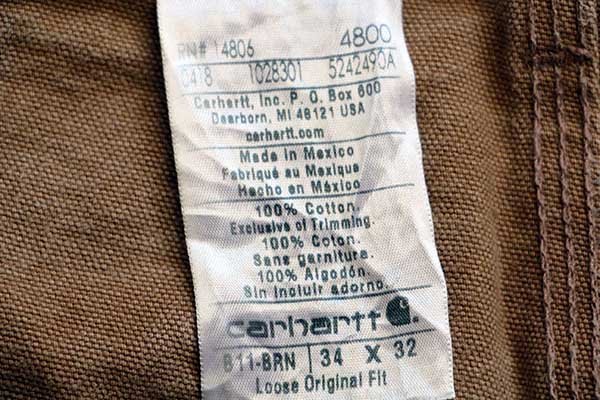 RN# 14806 4800
0418 1028301 5242490A
Carhartt, Inc. P. O. Box 600
Dearborn, MI 48121 USA
carhartt.com
Made in Mexico
Fabriqué au Mexique
Hecho en México
100% Cotton.
Exclusive of Trimming.
100% Coton.
Sans garniture.
100% Algodón.
Sin incluir adorno.
carhartt.
B11-BRN 34 X 32
Loose Original Fit